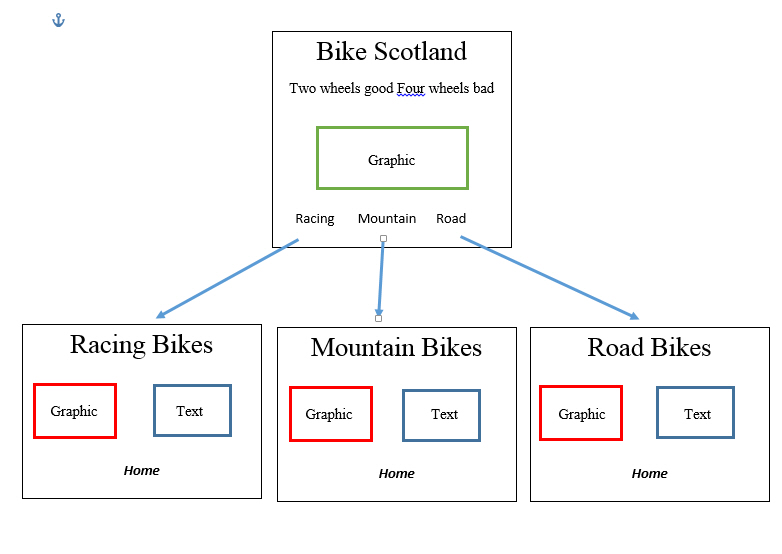 Bike Scotland
Two wheels good Four wheels bad
Graphic
Racing Mountain Road
Racing Bikes
Graphic Text
Home
Mountain Bikes
Graphic Text
Home
Road Bikes
Graphic Text
Home